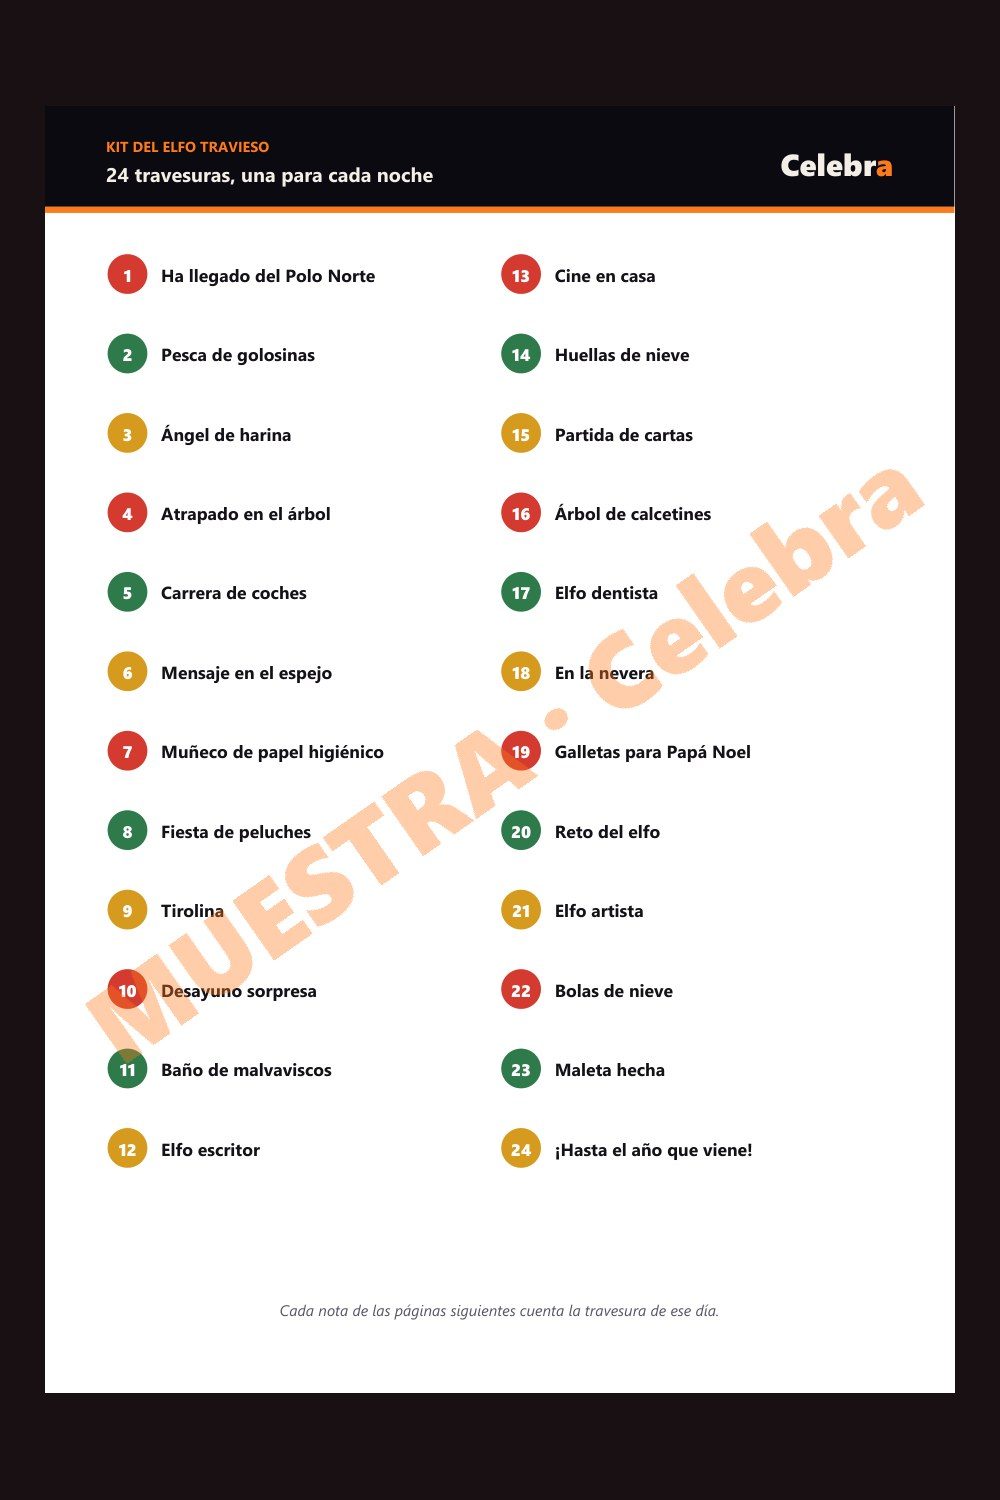 KIT DEL ELFO TRAVIESO
24 travesuras, una para cada noche
Celebra
1 Ha llegado del Polo Norte
2 Pesca de golosinas
3 Ángel de harina
4 Atrapado en el árbol
5 Carrera de coches
6 Mensaje en el espejo
7 Muñeco de papel higiénico
8 Fiesta de peluches
9 Tirolina
10 Desayuno sorpresa
11 Baño de malvaviscos
12 Elfo escritor
13 Cine en casa
14 Huellas de nieve
15 Partida de cartas
16 Árbol de calcetines
17 Elfo dentista
18 En la nevera
19 Galletas para Papá Noel
20 Reto del elfo
21 Elfo artista
22 Bolas de nieve
23 Maleta hecha
24 ¡Hasta el año que viene!
MUESTRA · Celebra
Cada nota de las páginas siguientes cuenta la travesura de ese día.